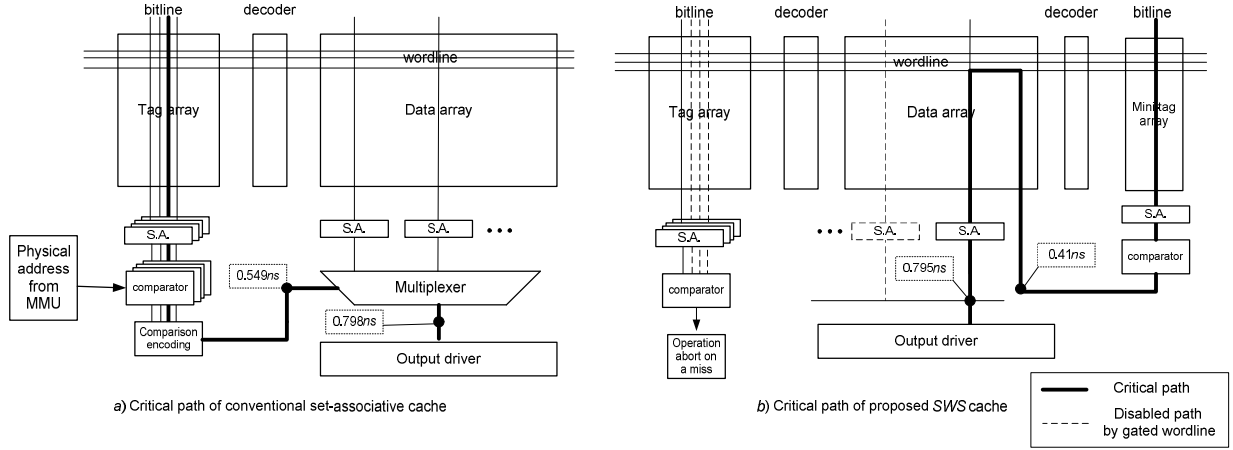 bitline
decoder
wordline
Tag array
Data array
S.A.
S.A.
S.A.
Physical
address
from
MMU
comparator
0.549ns
Multiplexer
Comparison
encoding
0.798ns
Output driver
a) Critical path of conventional set-associative cache
bitline
decoder
decoder
bitline
wordline
Tag array
Data array
Mini tag
array
S.A.
S.A.
S.A.
S.A.
comparator
0.795ns
0.41ns
comparator
Operation
abort on
a miss
Output driver
b) Critical path of proposed SWS cache
Critical path
Disabled path
by gated wordline